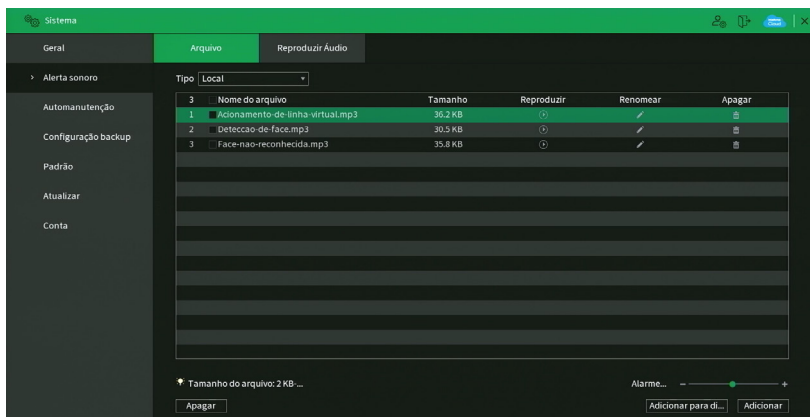 Sistema
Geral
Arquivo
Reproduzir Áudio
Alerta sonoro
Tipo Local
Automanutenção
Configuração backup
Padrão
Atualizar
Conta
3 Nome do arquivo Tamanho Reproduzir Renomear Apagar
1 Acionamento-de-linha-virtual.mp3 36.2 KB
2 Deteccao-de-face.mp3 30.5 KB
3 Face-nao-reconhecida.mp3 35.8 KB
Tamanho do arquivo: 2 KB-...
Alarme... - +
Apagar
Adicionar para di...
Adicionar